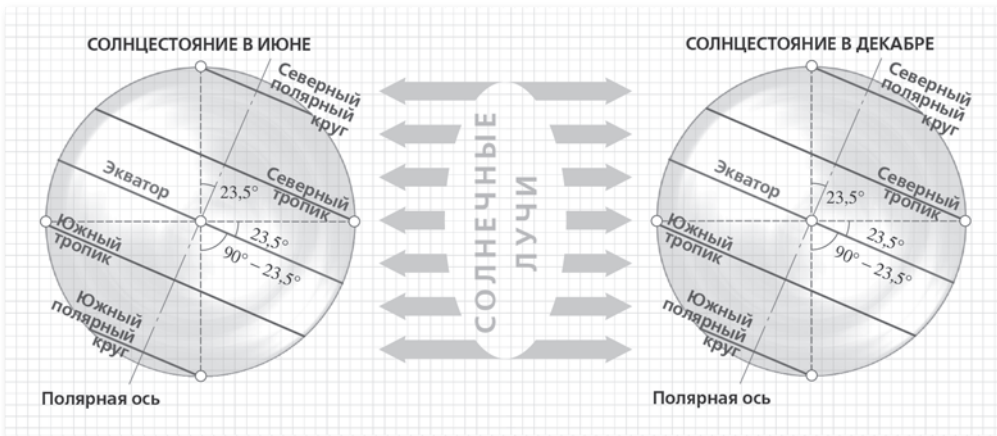 СОЛНЦЕСТОЯНИЕ В ИЮНЕ
Северный
полярный
круг
Экватор
23,5°
Северный
тропик
Южный
тропик
23,5°
90° – 23,5°
Южный
полярный
круг
Полярная ось
СОЛНЕЧНЫЕ
ЛУЧИ
СОЛНЦЕСТОЯНИЕ В ДЕКАБРЕ
Северный
полярный
круг
Экватор
23,5°
Северный
тропик
Южный
тропик
23,5°
90° – 23,5°
Южный
полярный
круг
Полярная ось